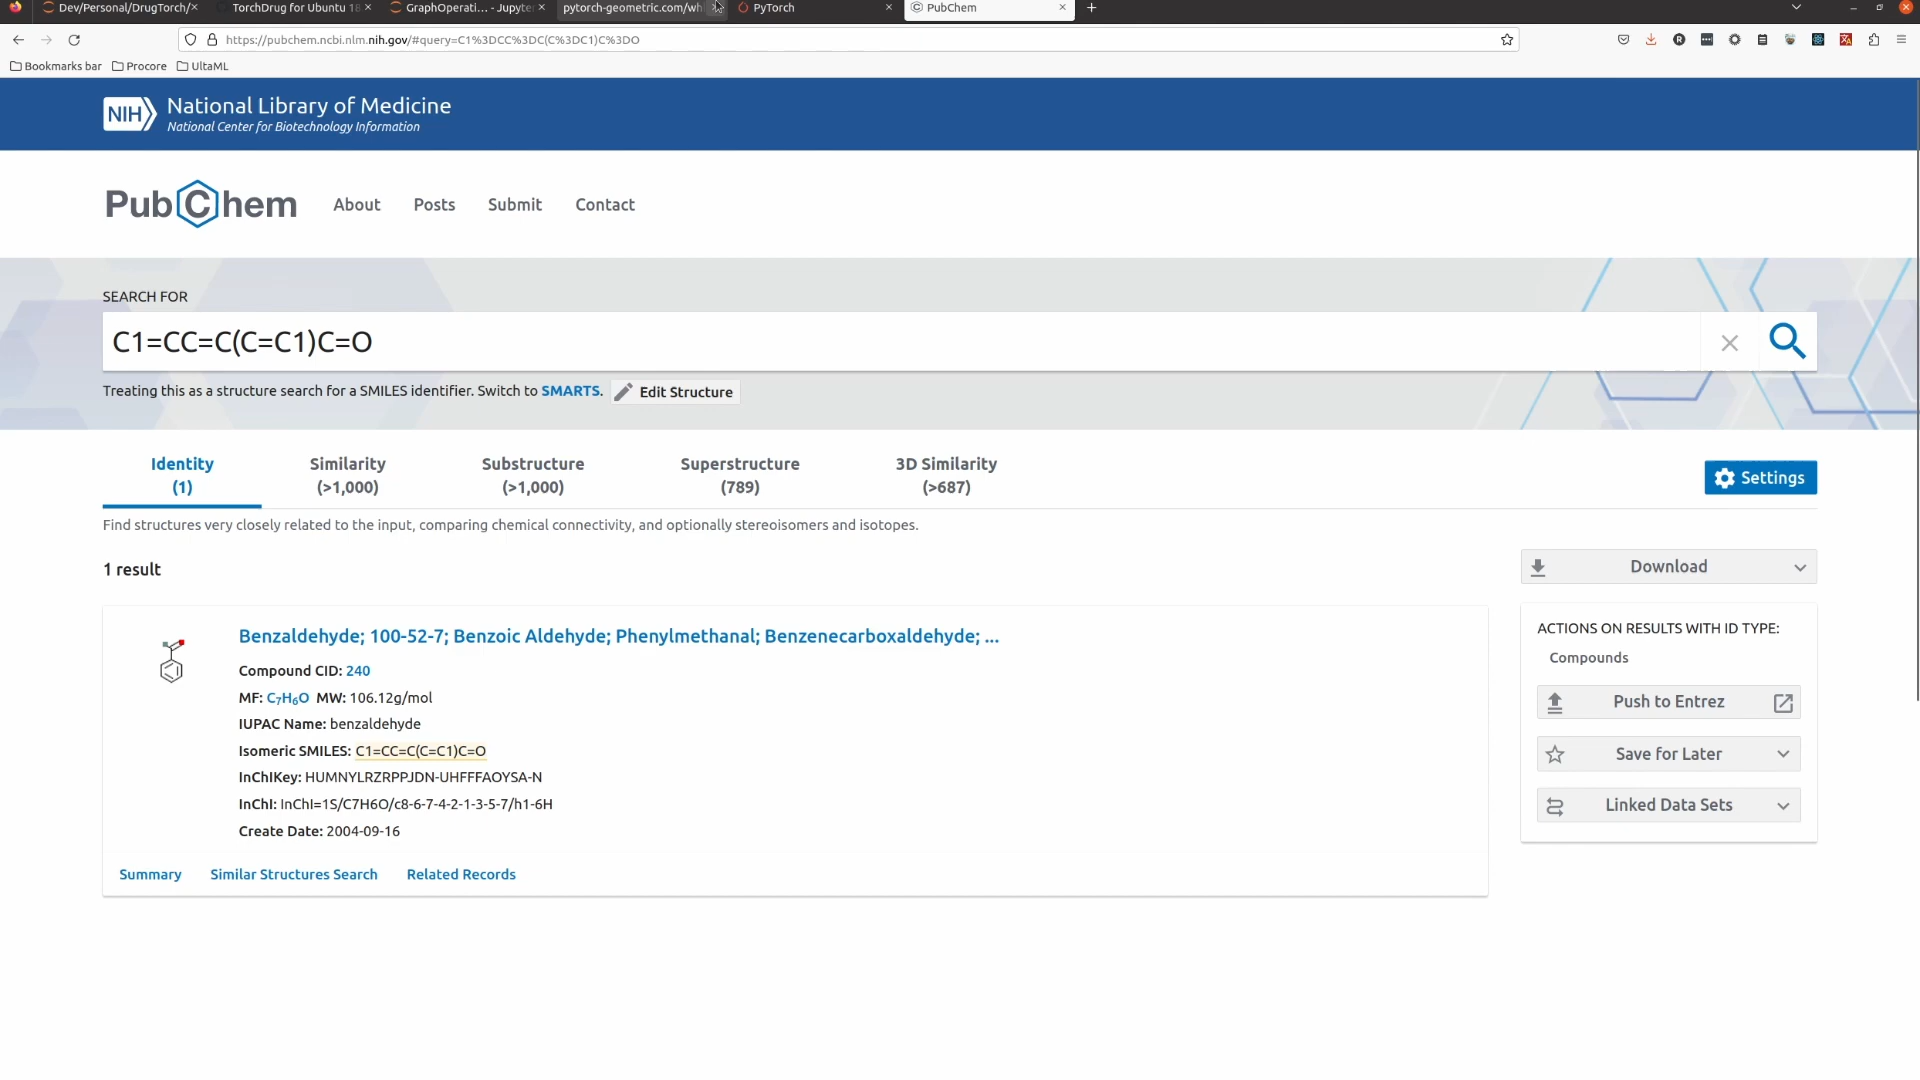 Dev/Personal/DrugTorch/
TorchDrug for Ubuntu 18
GraphOperati... - Jupyte
pytorch-geometric.com/wh
PyTorch
PubChem
https://pubchem.ncbi.nlm.nih.gov/#query=C1%3DCC%3DC(C%3DC1)C%3DO
Bookmarks bar
Procore
UltaML
NIH
National Library of Medicine
National Center for Biotechnology Information
PubChem
About
Posts
Submit
Contact
SEARCH FOR
C1=CC=C(C=C1)C=O
Treating this as a structure search for a SMILES identifier. Switch to SMARTS.
Edit Structure
Identity
(1)
Similarity
(>1,000)
Substructure
(>1,000)
Superstructure
(789)
3D Similarity
(>687)
Settings
Find structures very closely related to the input, comparing chemical connectivity, and optionally stereoisomers and isotopes.
1 result
Download
Benzaldehyde; 100-52-7; Benzoic Aldehyde; Phenylmethanal; Benzenecarboxaldehyde; ...
Compound CID: 240
MF: C₇H₆O MW: 106.12g/mol
IUPAC Name: benzaldehyde
Isomeric SMILES: C1=CC=C(C=C1)C=O
InChIKey: HUMNYLRZRPPJDN-UHFFFAOYSA-N
InChI: InChI=1S/C7H6O/c8-6-7-4-2-1-3-5-7/h1-6H
Create Date: 2004-09-16
Summary
Similar Structures Search
Related Records
ACTIONS ON RESULTS WITH ID TYPE:
Compounds
Push to Entrez
Save for Later
Linked Data Sets